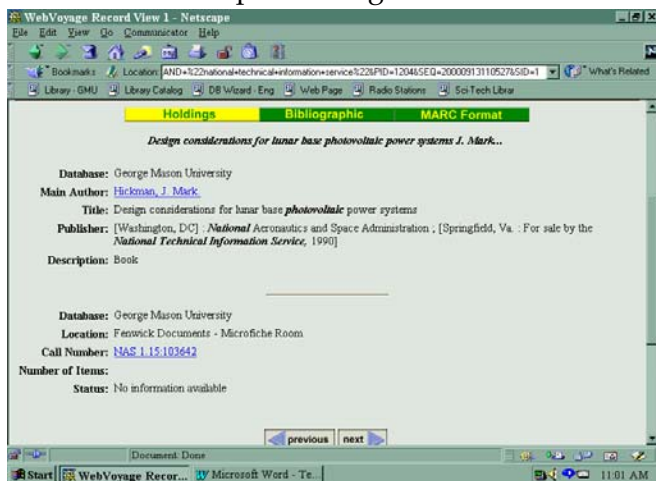 WebVoyage Record View 1 - Netscape
File Edit View Go Communicator Help
Bookmarks Location: AND+%22national+technical+information+service%22&PID=1204&SEQ=20000913110527&SID=1 What's Related
Library - GMU Library Catalog DB Wizard - Eng Web Page Radio Stations SciTech Librar
Holdings Bibliographic MARC Format
Design considerations for lunar base photovoltaic power systems J. Mark...
Database: George Mason University
Main Author: Hickman, J. Mark.
Title: Design considerations for lunar base photovoltaic power systems
Publisher: [Washington, DC] : National Aeronautics and Space Administration ; [Springfield, Va. : For sale by the
National Technical Information Service, 1990]
Description: Book
Database: George Mason University
Location: Fenwick Documents - Microfiche Room
Call Number: NAS 1.15:103642
Number of Items:
Status: No information available
previous next
Document: Done
Start WebVoyage Recor... Microsoft Word - Te... 11:01 AM